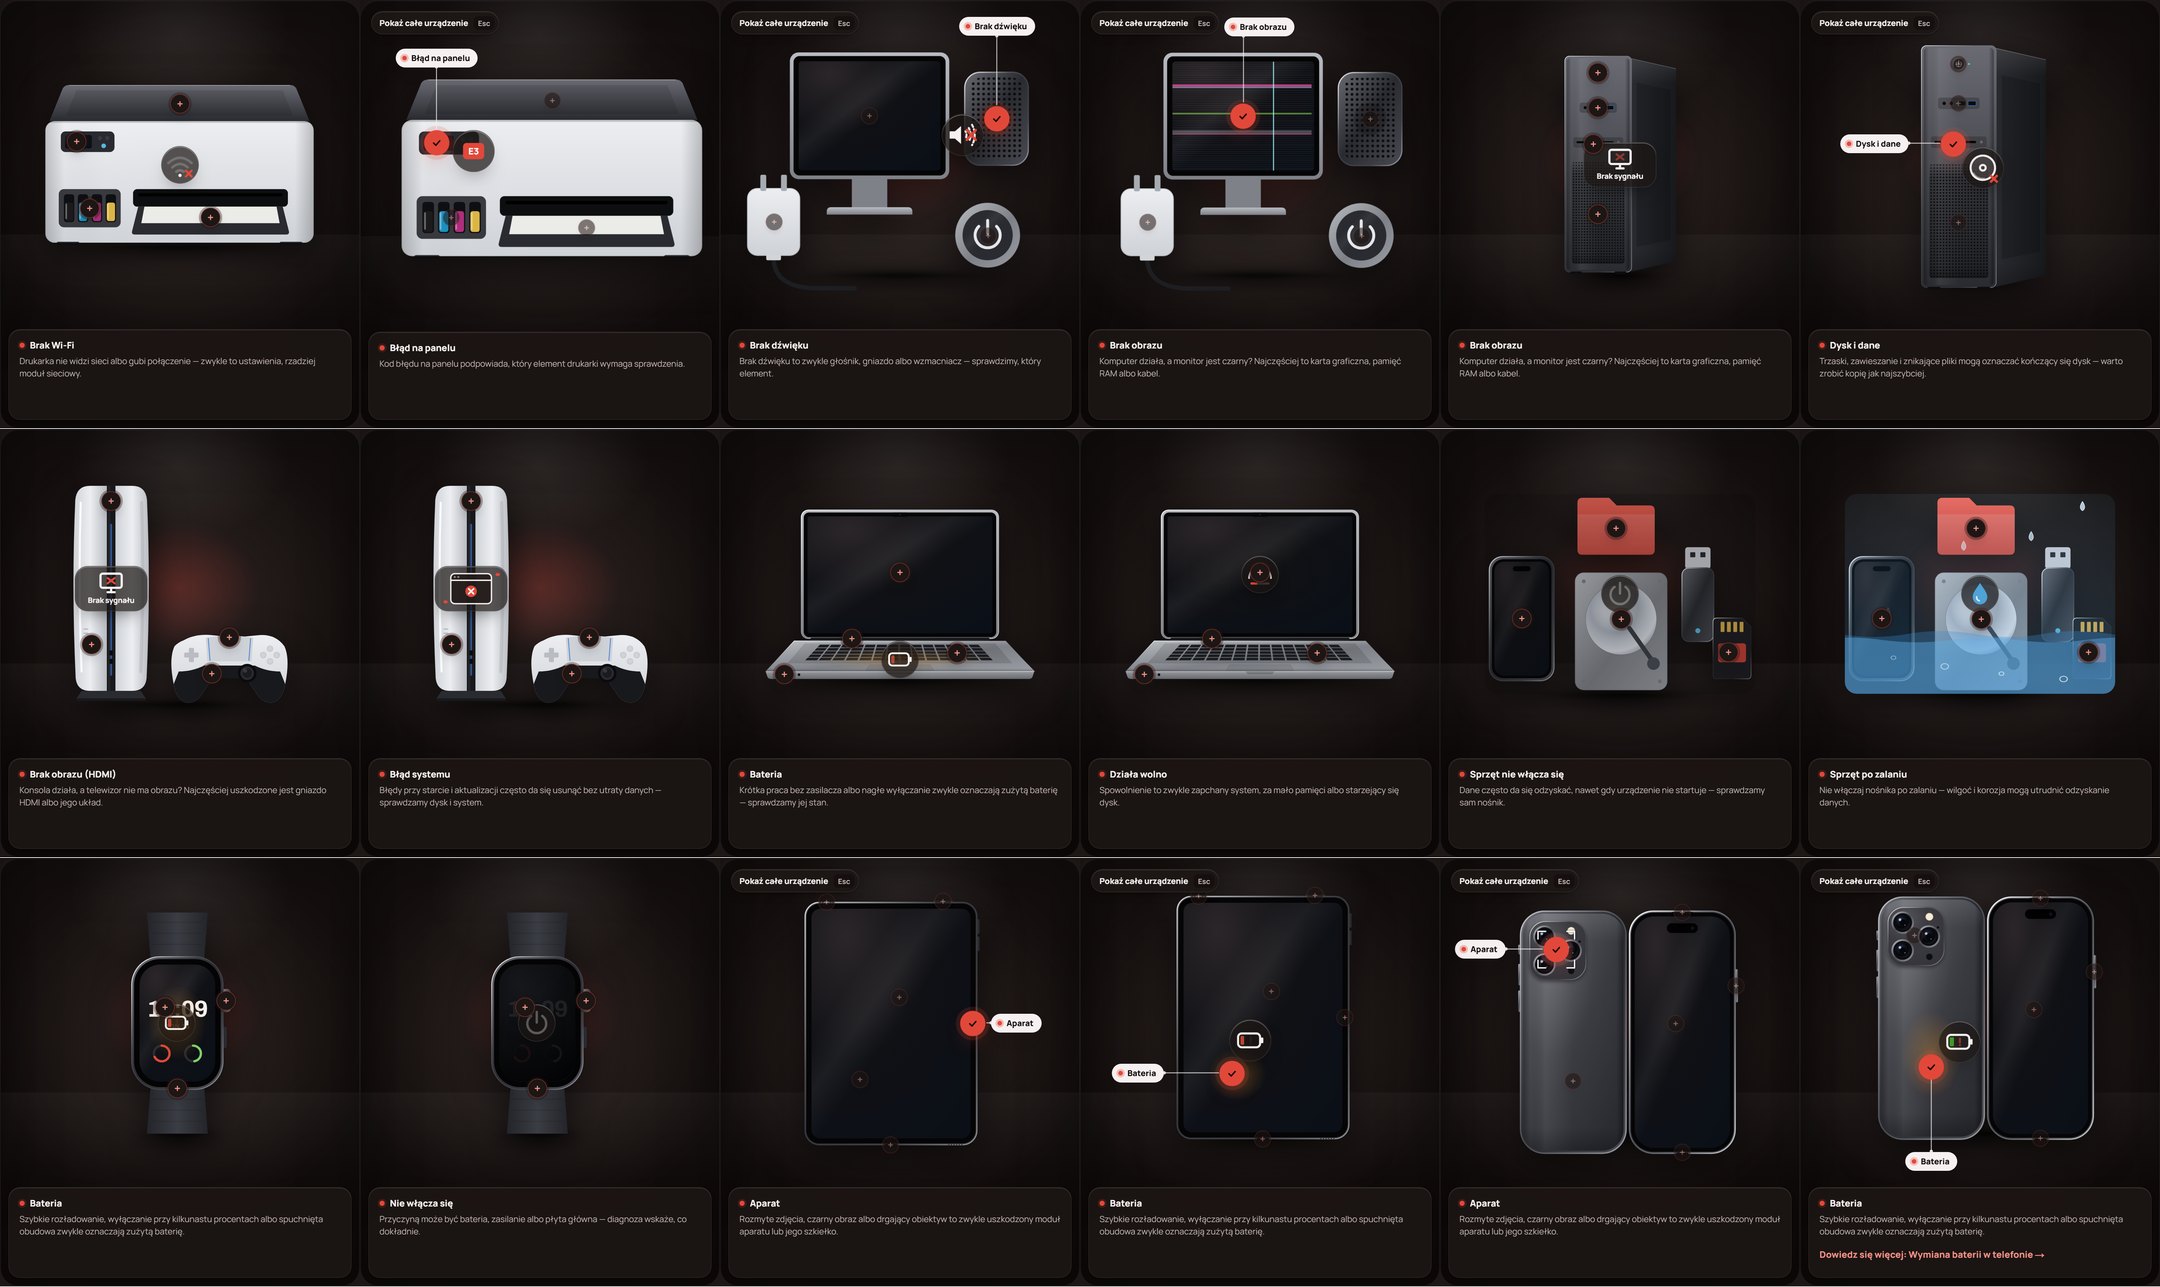 Brak Wi-Fi
Drukarka nie widzi sieci albo gubi połączenie — zwykle to ustawienia, rzadziej
moduł sieciowy.
Pokaż całe urządzenie Esc
Błąd na panelu
E3
Błąd na panelu
Kod błędu na panelu podpowiada, który element drukarki wymaga sprawdzenia.
Pokaż całe urządzenie Esc
Brak dźwięku
Brak dźwięku
Brak dźwięku to zwykle głośnik, gniazdo albo wzmacniacz — sprawdzimy, który
element.
Pokaż całe urządzenie Esc
Brak obrazu
Brak obrazu
Komputer działa, a monitor jest czarny? Najczęściej to karta graficzna, pamięć
RAM albo kabel.
Brak sygnału
Brak obrazu
Komputer działa, a monitor jest czarny? Najczęściej to karta graficzna, pamięć
RAM albo kabel.
Pokaż całe urządzenie Esc
Dysk i dane
Dysk i dane
Trzaski, zawieszanie i znikające pliki mogą oznaczać kończący się dysk — warto
zrobić kopię jak najszybciej.
Brak sygnału
Brak obrazu (HDMI)
Konsola działa, a telewizor nie ma obrazu? Najczęściej uszkodzone jest gniazdo
HDMI albo jego układ.
Błąd systemu
Błędy przy starcie i aktualizacji często da się usunąć bez utraty danych —
sprawdzamy dysk i system.
Bateria
Krótka praca bez zasilacza albo nagłe wyłączanie zwykle oznaczają zużytą baterię
— sprawdzamy jej stan.
Działa wolno
Spowolnienie to zwykle zapchany system, za mało pamięci albo starzejący się
dysk.
Sprzęt nie włącza się
Dane często da się odzyskać, nawet gdy urządzenie nie startuje — sprawdzamy
sam nośnik.
Sprzęt po zalaniu
Nie włączaj nośnika po zalaniu — wilgoć i korozja mogą utrudnić odzyskanie
danych.
Bateria
Szybkie rozładowanie, wyłączanie przy kilkunastu procentach albo spuchnięta
obudowa zwykle oznaczają zużytą baterię.
Nie włącza się
Przyczyną może być bateria, zasilanie albo płyta główna — diagnoza wskaże, co
dokładnie.
Pokaż całe urządzenie Esc
Aparat
Aparat
Rozmyte zdjęcia, czarny obraz albo drgający obiektyw to zwykle uszkodzony moduł
aparatu lub jego szkiełko.
Pokaż całe urządzenie Esc
Bateria
Bateria
Szybkie rozładowanie, wyłączanie przy kilkunastu procentach albo spuchnięta
obudowa zwykle oznaczają zużytą baterię.
Pokaż całe urządzenie Esc
Aparat
Aparat
Rozmyte zdjęcia, czarny obraz albo drgający obiektyw to zwykle uszkodzony moduł
aparatu lub jego szkiełko.
Pokaż całe urządzenie Esc
Bateria
Bateria
Szybkie rozładowanie, wyłączanie przy kilkunastu procentach albo spuchnięta
obudowa zwykle oznaczają zużytą baterię.
Dowiedz się więcej: Wymiana baterii w telefonie →